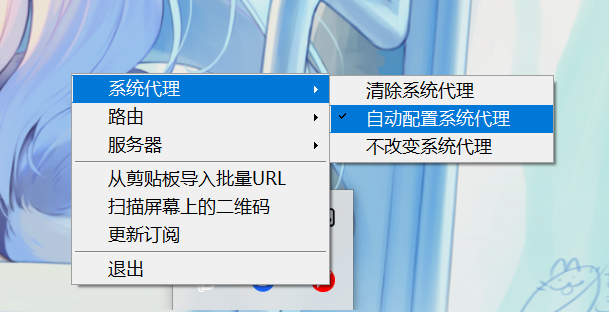 系统代理
路由
服务器
从剪贴板导入批量URL
扫描屏幕上的二维码
更新订阅
退出
清除系统代理
自动配置系统代理
不改变系统代理